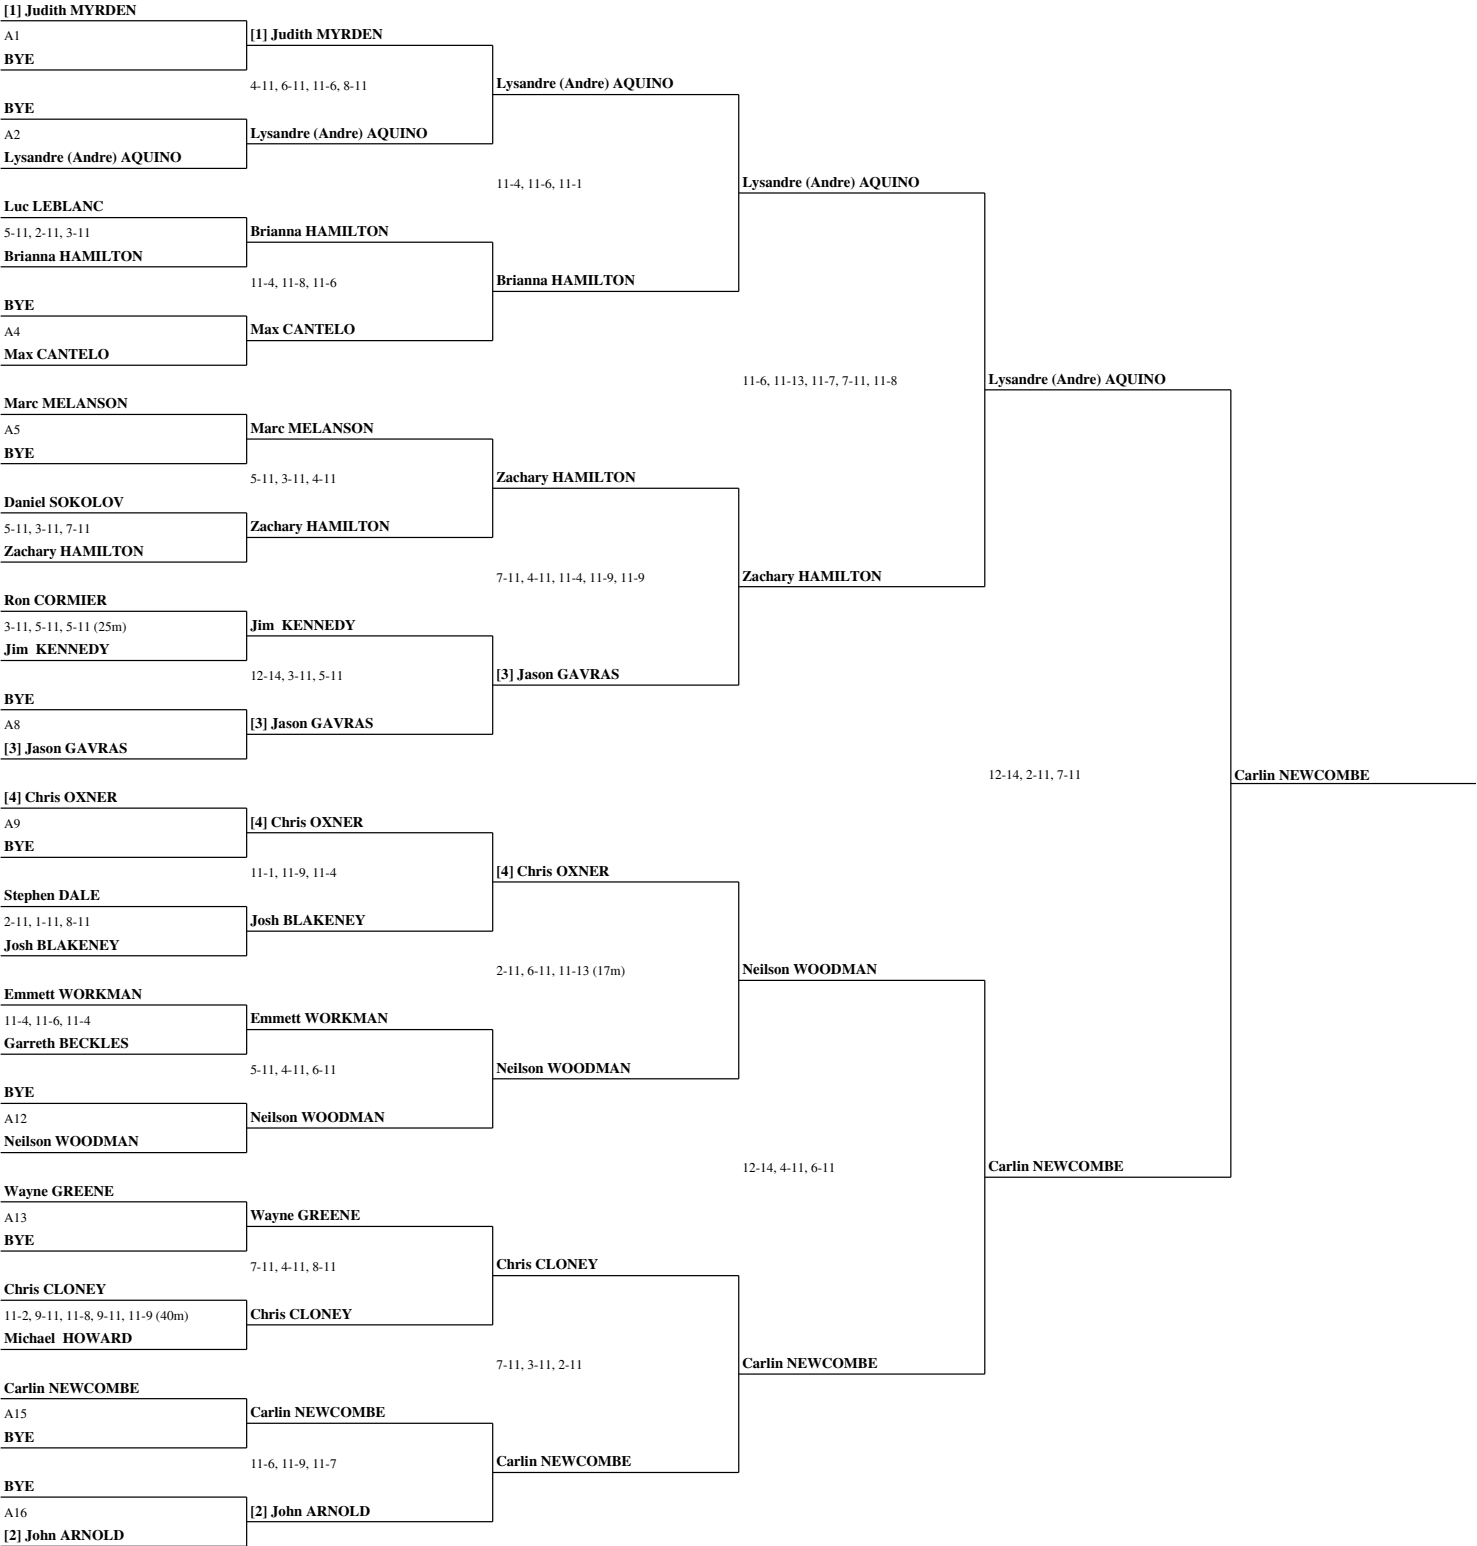 [1] Judith MYRDEN
A1
BYE
[1] Judith MYRDEN
4-11, 6-11, 11-6, 8-11
Lysandre (Andre) AQUINO
BYE
A2
Lysandre (Andre) AQUINO
Lysandre (Andre) AQUINO
11-4, 11-6, 11-1
Lysandre (Andre) AQUINO
Luc LEBLANC
5-11, 2-11, 3-11
Brianna HAMILTON
Brianna HAMILTON
11-4, 11-8, 11-6
Brianna HAMILTON
BYE
A4
Max CANTELO
Max CANTELO
11-6, 11-13, 11-7, 7-11, 11-8
Lysandre (Andre) AQUINO
Marc MELANSON
A5
BYE
Marc MELANSON
5-11, 3-11, 4-11
Zachary HAMILTON
Daniel SOKOLOV
5-11, 3-11, 7-11
Zachary HAMILTON
Zachary HAMILTON
7-11, 4-11, 11-4, 11-9, 11-9
Zachary HAMILTON
Ron CORMIER
3-11, 5-11, 5-11 (25m)
Jim  KENNEDY
Jim  KENNEDY
12-14, 3-11, 5-11
[3] Jason GAVRAS
BYE
A8
[3] Jason GAVRAS
[3] Jason GAVRAS
12-14, 2-11, 7-11
Carlin NEWCOMBE
[4] Chris OXNER
A9
BYE
[4] Chris OXNER
11-1, 11-9, 11-4
[4] Chris OXNER
Stephen DALE
2-11, 1-11, 8-11
Josh BLAKENEY
Josh BLAKENEY
2-11, 6-11, 11-13 (17m)
Neilson WOODMAN
Emmett WORKMAN
11-4, 11-6, 11-4
Garreth BECKLES
Emmett WORKMAN
5-11, 4-11, 6-11
Neilson WOODMAN
BYE
A12
Neilson WOODMAN
Neilson WOODMAN
12-14, 4-11, 6-11
Carlin NEWCOMBE
Wayne GREENE
A13
BYE
Wayne GREENE
7-11, 4-11, 8-11
Chris CLONEY
Chris CLONEY
11-2, 9-11, 11-8, 9-11, 11-9 (40m)
Michael  HOWARD
Chris CLONEY
7-11, 3-11, 2-11
Carlin NEWCOMBE
Carlin NEWCOMBE
A15
BYE
Carlin NEWCOMBE
11-6, 11-9, 11-7
Carlin NEWCOMBE
BYE
A16
[2] John ARNOLD
[2] John ARNOLD